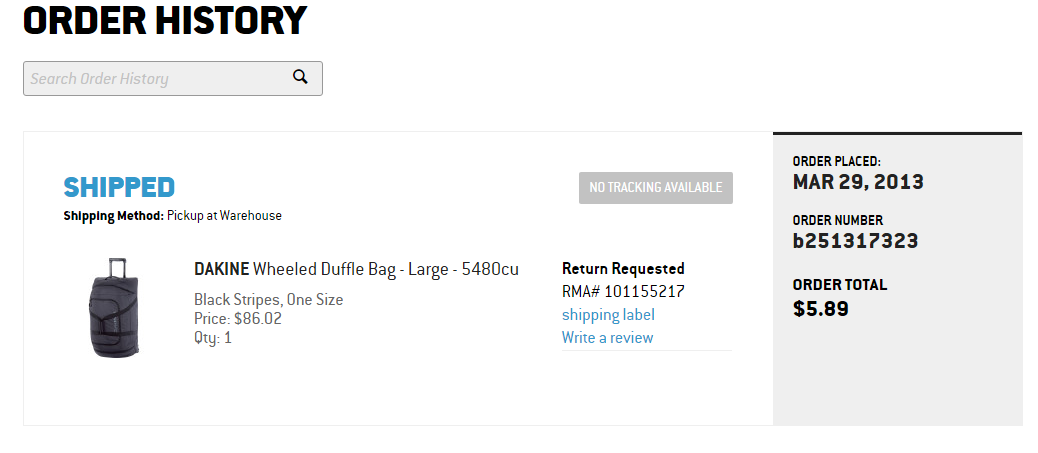 ORDER HISTORY
Search Order History
SHIPPED
NO TRACKING AVAILABLE
Shipping Method: Pickup at Warehouse
DAKINE Wheeled Duffle Bag - Large - 5480cu
Black Stripes, One Size
Price: $86.02
Qty: 1
Return Requested
RMA# 101155217
shipping label
Write a review
ORDER PLACED:
MAR 29, 2013
ORDER NUMBER
b251317323
ORDER TOTAL
$5.89